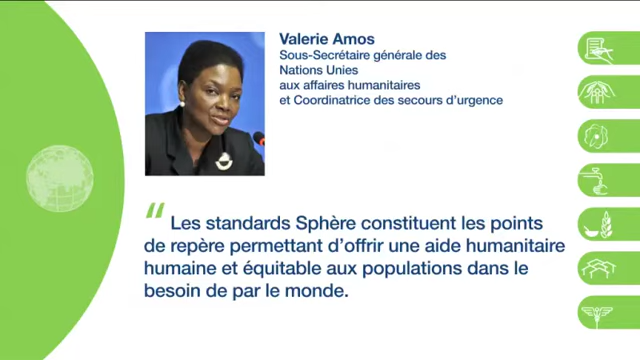 Valerie Amos
Sous-Secrétaire générale des
Nations Unies
aux affaires humanitaires
et Coordinatrice des secours d’urgence
“ Les standards Sphère constituent les points
de repère permettant d’offrir une aide humanitaire
humaine et équitable aux populations dans le
besoin de par le monde.